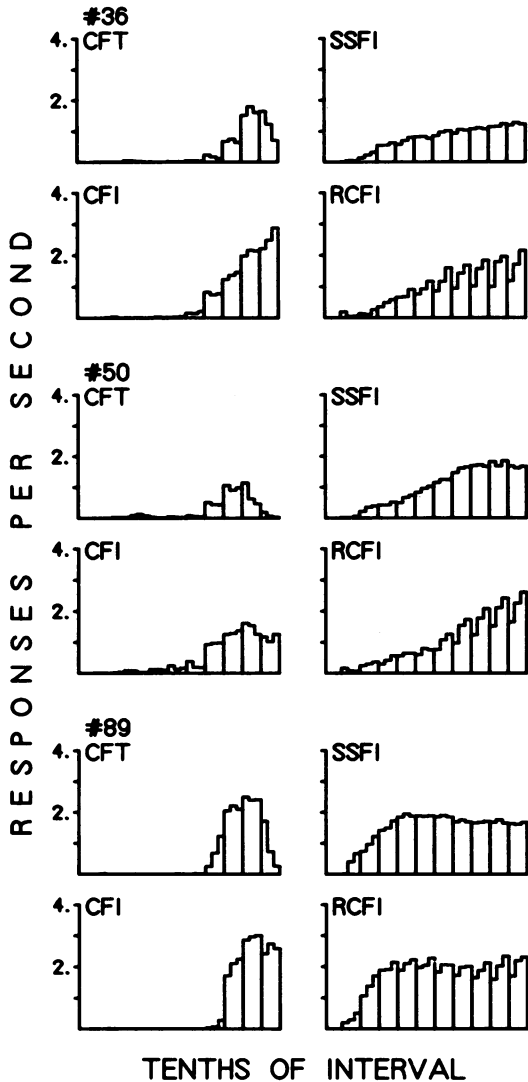 #36
CFT
SSFI
4.
2.
CFI
RCFI
4.
2.
#50
CFT
SSFI
4.
2.
CFI
RCFI
4.
2.
#89
CFT
SSFI
4.
2.
CFI
RCFI
4.
2.
RESPONSES PER SECOND
TENTHS OF INTERVAL